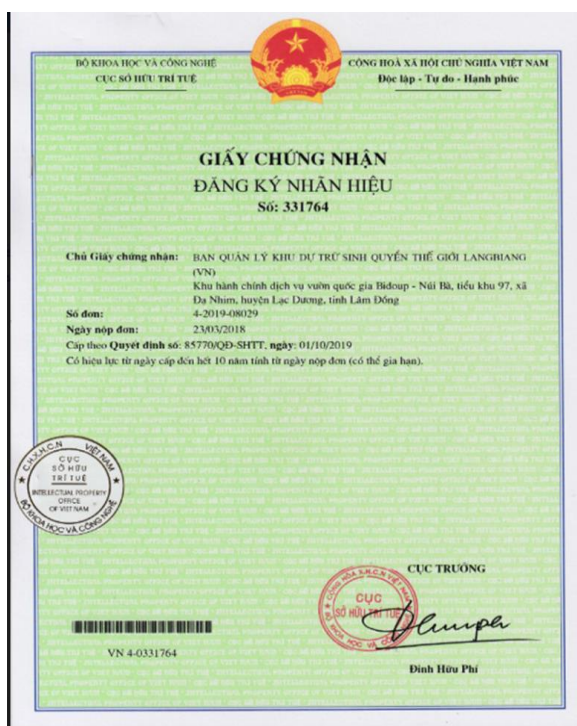 BỘ KHOA HỌC VÀ CÔNG NGHỆ
CỤC SỞ HỮU TRÍ TUỆ
CỘNG HOÀ XÃ HỘI CHỦ NGHĨA VIỆT NAM
Độc lập - Tự do - Hạnh phúc
GIẤY CHỨNG NHẬN
ĐĂNG KÝ NHÃN HIỆU
Số: 331764
Chủ Giấy chứng nhận: BAN QUẢN LÝ KHU DỰ TRỮ SINH QUYỂN THẾ GIỚI LANGBIANG
(VN)
Khu hành chính dịch vụ vườn quốc gia Bidoup - Núi Bà, tiểu khu 97, xã
Đạ Nhim, huyện Lạc Dương, tỉnh Lâm Đồng
Số đơn: 4-2019-08029
Ngày nộp đơn: 23/03/2018
Cấp theo Quyết định số: 85770/QĐ-SHTT, ngày: 01/10/2019
Có hiệu lực từ ngày cấp đến hết 10 năm tính từ ngày nộp đơn (có thể gia hạn).
C.H.X.H.C.N VIỆT NAM
CỤC
SỞ HỮU
TRÍ TUỆ
INTELLECTUAL PROPERTY
OFFICE
OF VIET NAM
BỘ KHOA HỌC VÀ CÔNG NGHỆ
CỤC TRƯỞNG
CỤC
SỞ HỮU TRÍ TUỆ
VN 4-0331764
Đinh Hữu Phí